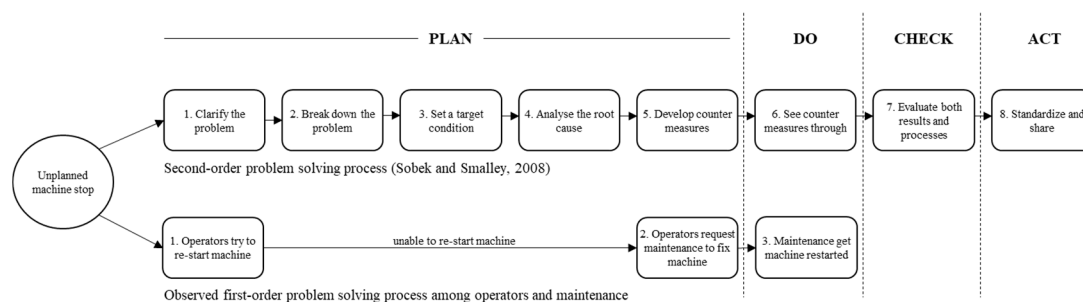 PLAN
DO
CHECK
ACT
1. Clarify the
problem
2. Break down the
problem
3. Set a target
condition
4. Analyse the root
cause
5. Develop counter
measures
6. See counter
measures through
7. Evaluate both
results and
processes
8. Standardize and
share
Second-order problem solving process (Sobek and Smalley, 2008)
Unplanned
machine stop
1. Operators try to
re-start machine
unable to re-start machine
2. Operators request
maintenance to fix
machine
3. Maintenance get
machine restarted
Observed first-order problem solving process among operators and maintenance